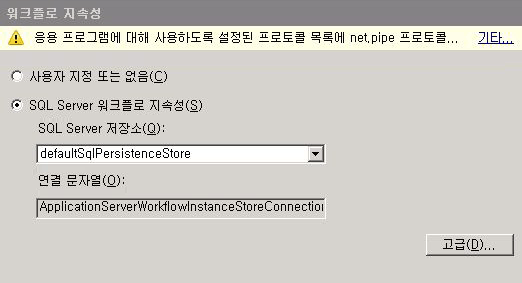 워크플로 지속성
응용 프로그램에 대해 사용하도록 설정된 프로토콜 목록에 net.pipe 프로토콜... 기타...
사용자 지정 또는 없음(C)
SQL Server 워크플로 지속성(S)
SQL Server 저장소(Q):
defaultSqlPersistenceStore
연결 문자열(O):
ApplicationServerWorkflowInstanceStoreConnection
고급(D)...